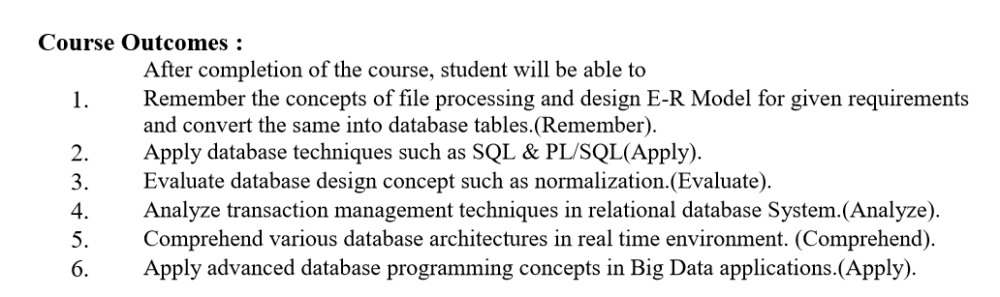 Course Outcomes :
After completion of the course, student will be able to
1. Remember the concepts of file processing and design E-R Model for given requirements
and convert the same into database tables.(Remember).
2. Apply database techniques such as SQL & PL/SQL(Apply).
3. Evaluate database design concept such as normalization.(Evaluate).
4. Analyze transaction management techniques in relational database System.(Analyze).
5. Comprehend various database architectures in real time environment. (Comprehend).
6. Apply advanced database programming concepts in Big Data applications.(Apply).